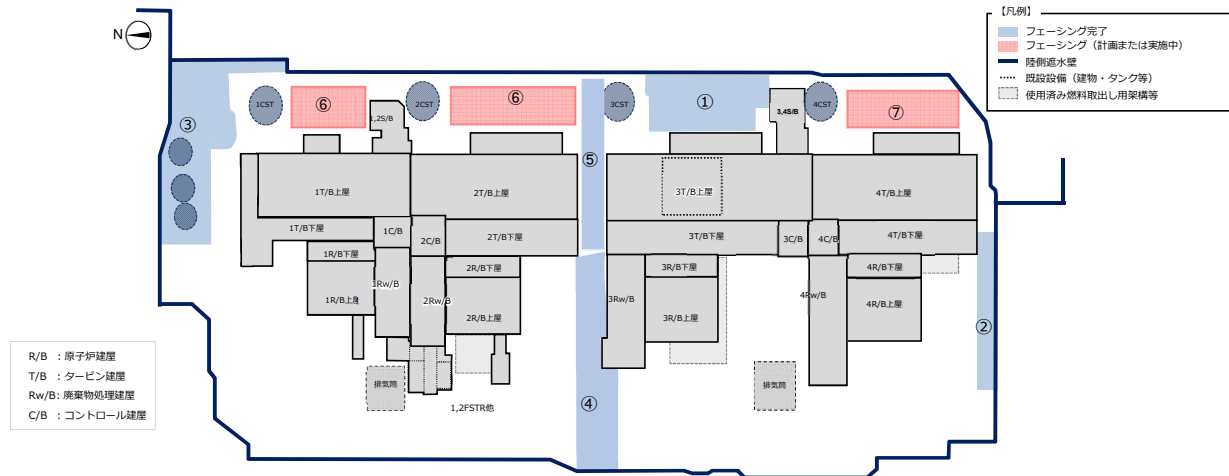 【凡例】
フェーシング完了
フェーシング（計画または実施中）
陸側遮水壁
既設設備（建物・タンク等）
使用済み燃料取出し用架構等
N
1CST
⑥
1,2S/B
2CST
⑥
3CST
①
3,4S/B
4CST
⑦
③
⑤
1T/B上屋
2T/B上屋
3T/B上屋
4T/B上屋
1T/B下屋
1C/B
2C/B
2T/B下屋
3T/B下屋
3C/B
4C/B
4T/B下屋
1R/B下屋
2R/B下屋
3R/B下屋
4R/B下屋
1Rw/B
2Rw/B
3Rw/B
4Rw/B
1R/B上屋
2R/B上屋
3R/B上屋
4R/B上屋
②
排気筒
排気筒
1,2FSTR他
④
R/B ：原子炉建屋
T/B ：タービン建屋
Rw/B：廃棄物処理建屋
C/B ：コントロール建屋